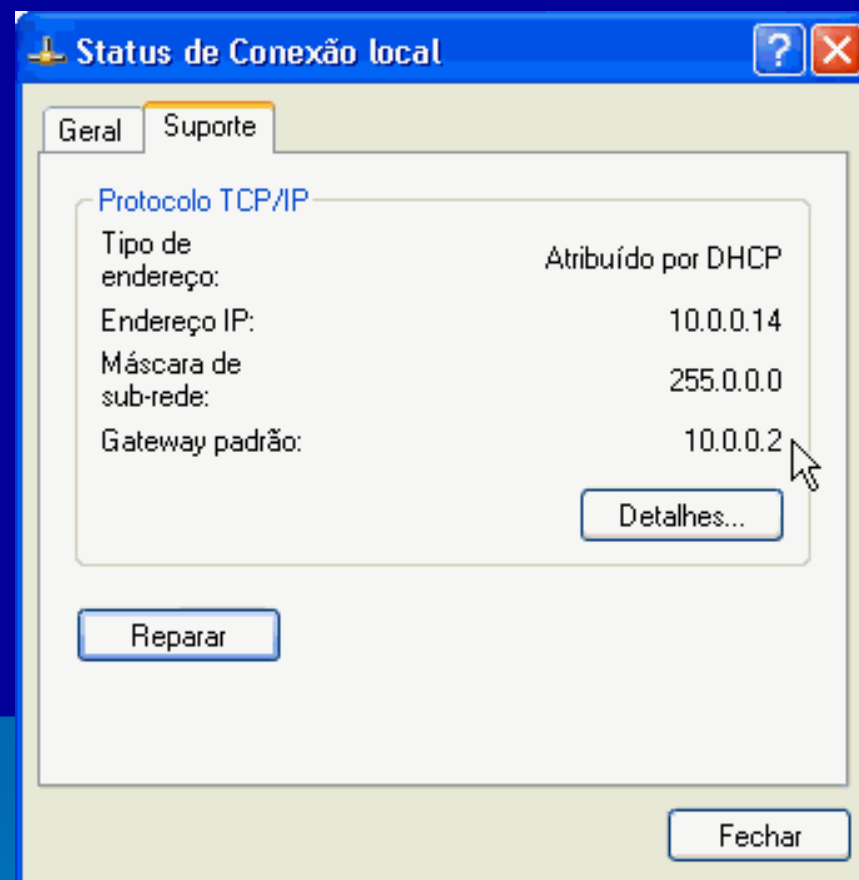 Status de Conexão local
Geral
Suporte
Protocolo TCP/IP
Tipo de
endereço:
Atribuído por DHCP
Endereço IP:
10.0.0.14
Máscara de
sub-rede:
255.0.0.0
Gateway padrão:
10.0.0.2
Detalhes...
Reparar
Fechar